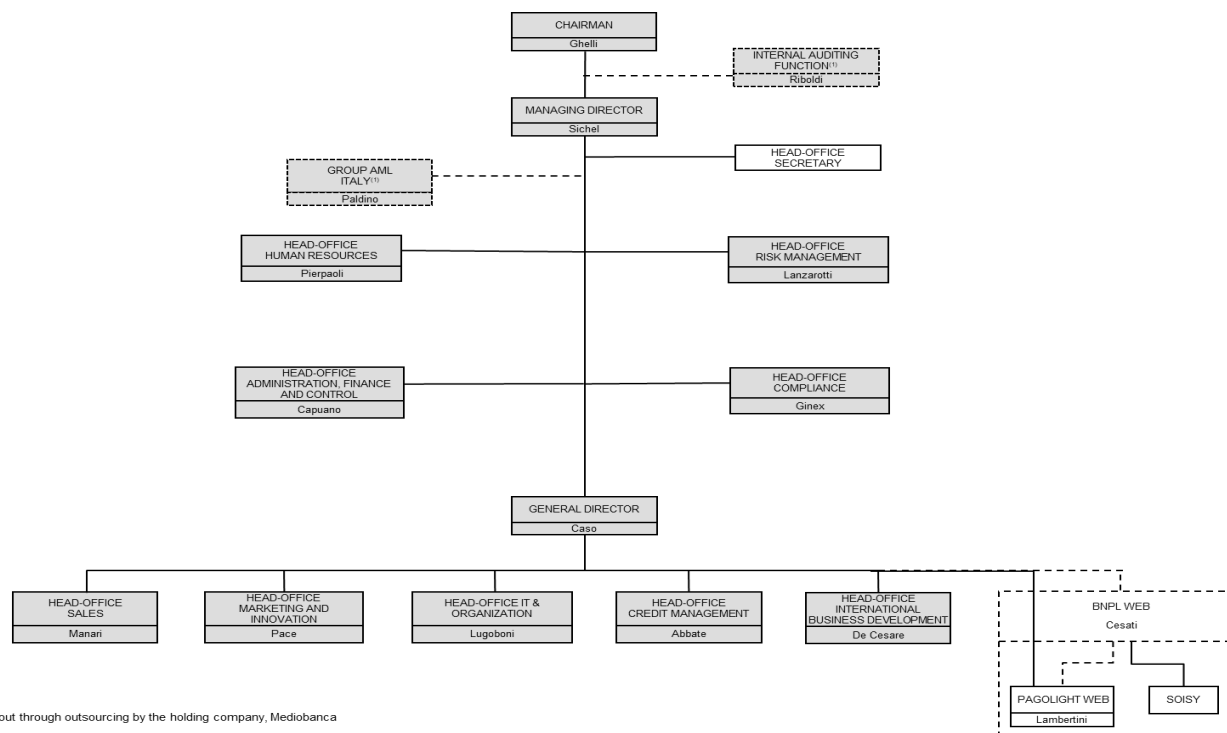 CHAIRMAN
Ghelli
INTERNAL AUDITING
FUNCTION(1)
Riboldi
MANAGING DIRECTOR
Sichel
HEAD-OFFICE
SECRETARY
GROUP AML
ITALY(1)
Paldino
HEAD-OFFICE
HUMAN RESOURCES
Pierpaoli
HEAD-OFFICE
RISK MANAGEMENT
Lanzarotti
HEAD-OFFICE
ADMINISTRATION, FINANCE
AND CONTROL
Capuano
HEAD-OFFICE
COMPLIANCE
Ginex
GENERAL DIRECTOR
Caso
HEAD-OFFICE
SALES
Manari
HEAD-OFFICE
MARKETING AND
INNOVATION
Pace
HEAD-OFFICE IT &
ORGANIZATION
Lugoboni
HEAD-OFFICE
CREDIT MANAGEMENT
Abbate
HEAD-OFFICE
INTERNATIONAL
BUSINESS DEVELOPMENT
De Cesare
BNPL WEB
Cesati
PAGOLIGHT WEB
Lambertini
SOISY
out through outsourcing by the holding company, Mediobanca